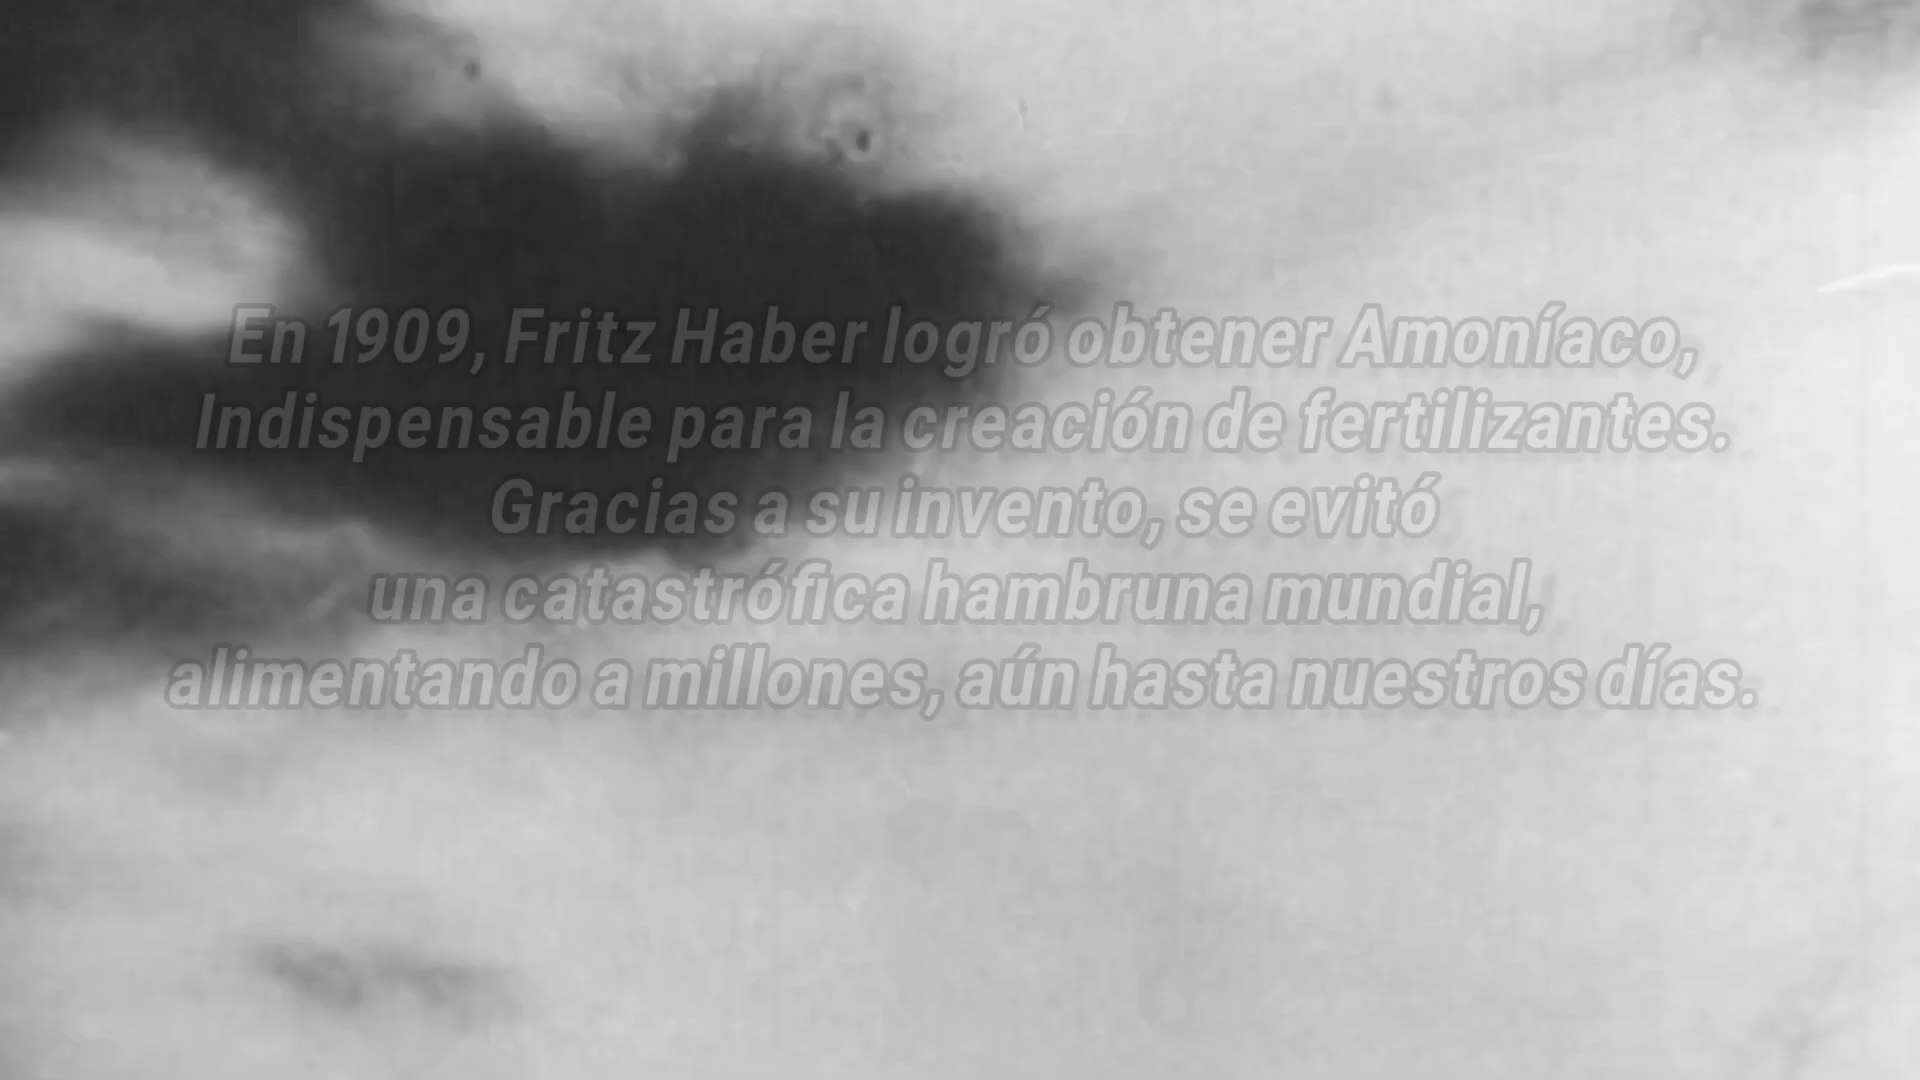 En 1909, Fritz Haber logró obtener Amoníaco,
Indispensable para la creación de fertilizantes.
Gracias a su invento, se evitó
una catastrófica hambruna mundial,
alimentando a millones, aún hasta nuestros días.